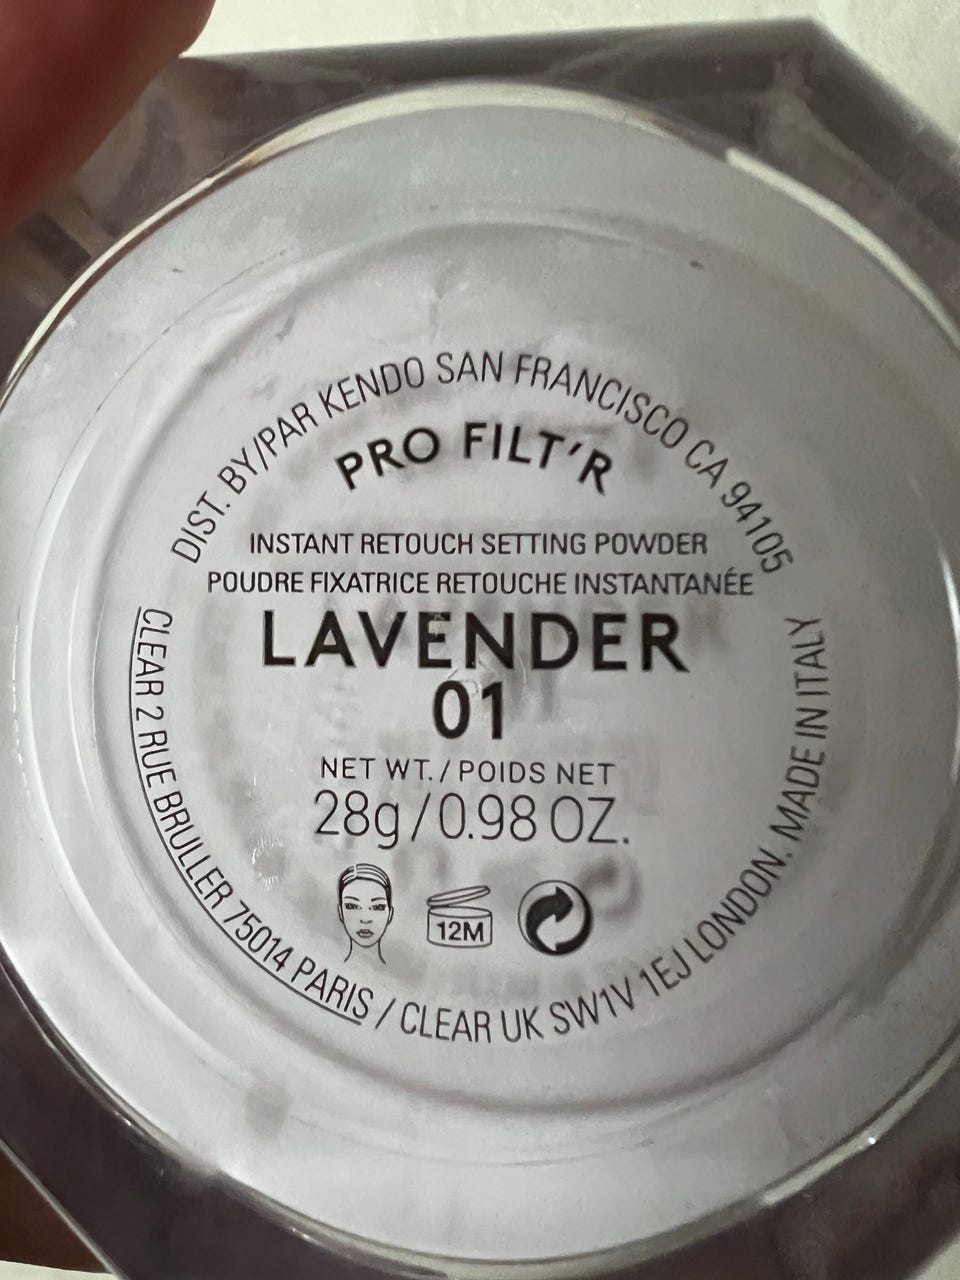 DIST. BY/PAR KENDO SAN FRANCISCO CA 94105
PRO FILT'R
INSTANT RETOUCH SETTING POWDER
POUDRE FIXATRICE RETOUCHE INSTANTANÉE
LAVENDER
01
NET WT. / POIDS NET
28g/0.98 OZ.
12M
CLEAR 2 RUE BRULLER 75014 PARIS / CLEAR UK SW1V 1EJ LONDON. MADE IN ITALY